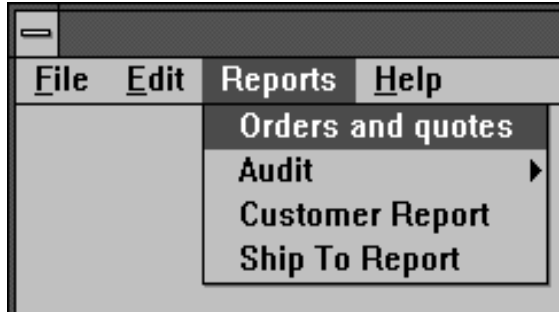 File Edit Reports Help
Orders and quotes
Audit
Customer Report
Ship To Report